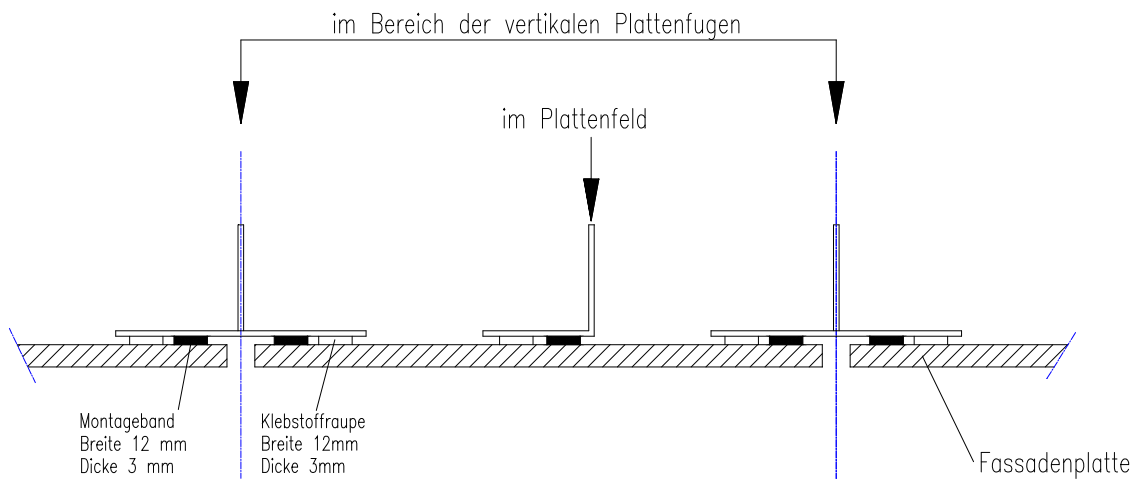 im Bereich der vertikalen Plattenfugen
im Plattenfeld
Montageband
Breite 12 mm
Dicke 3 mm
Klebstoffraupe
Breite 12mm
Dicke 3mm
Fassadenplatte